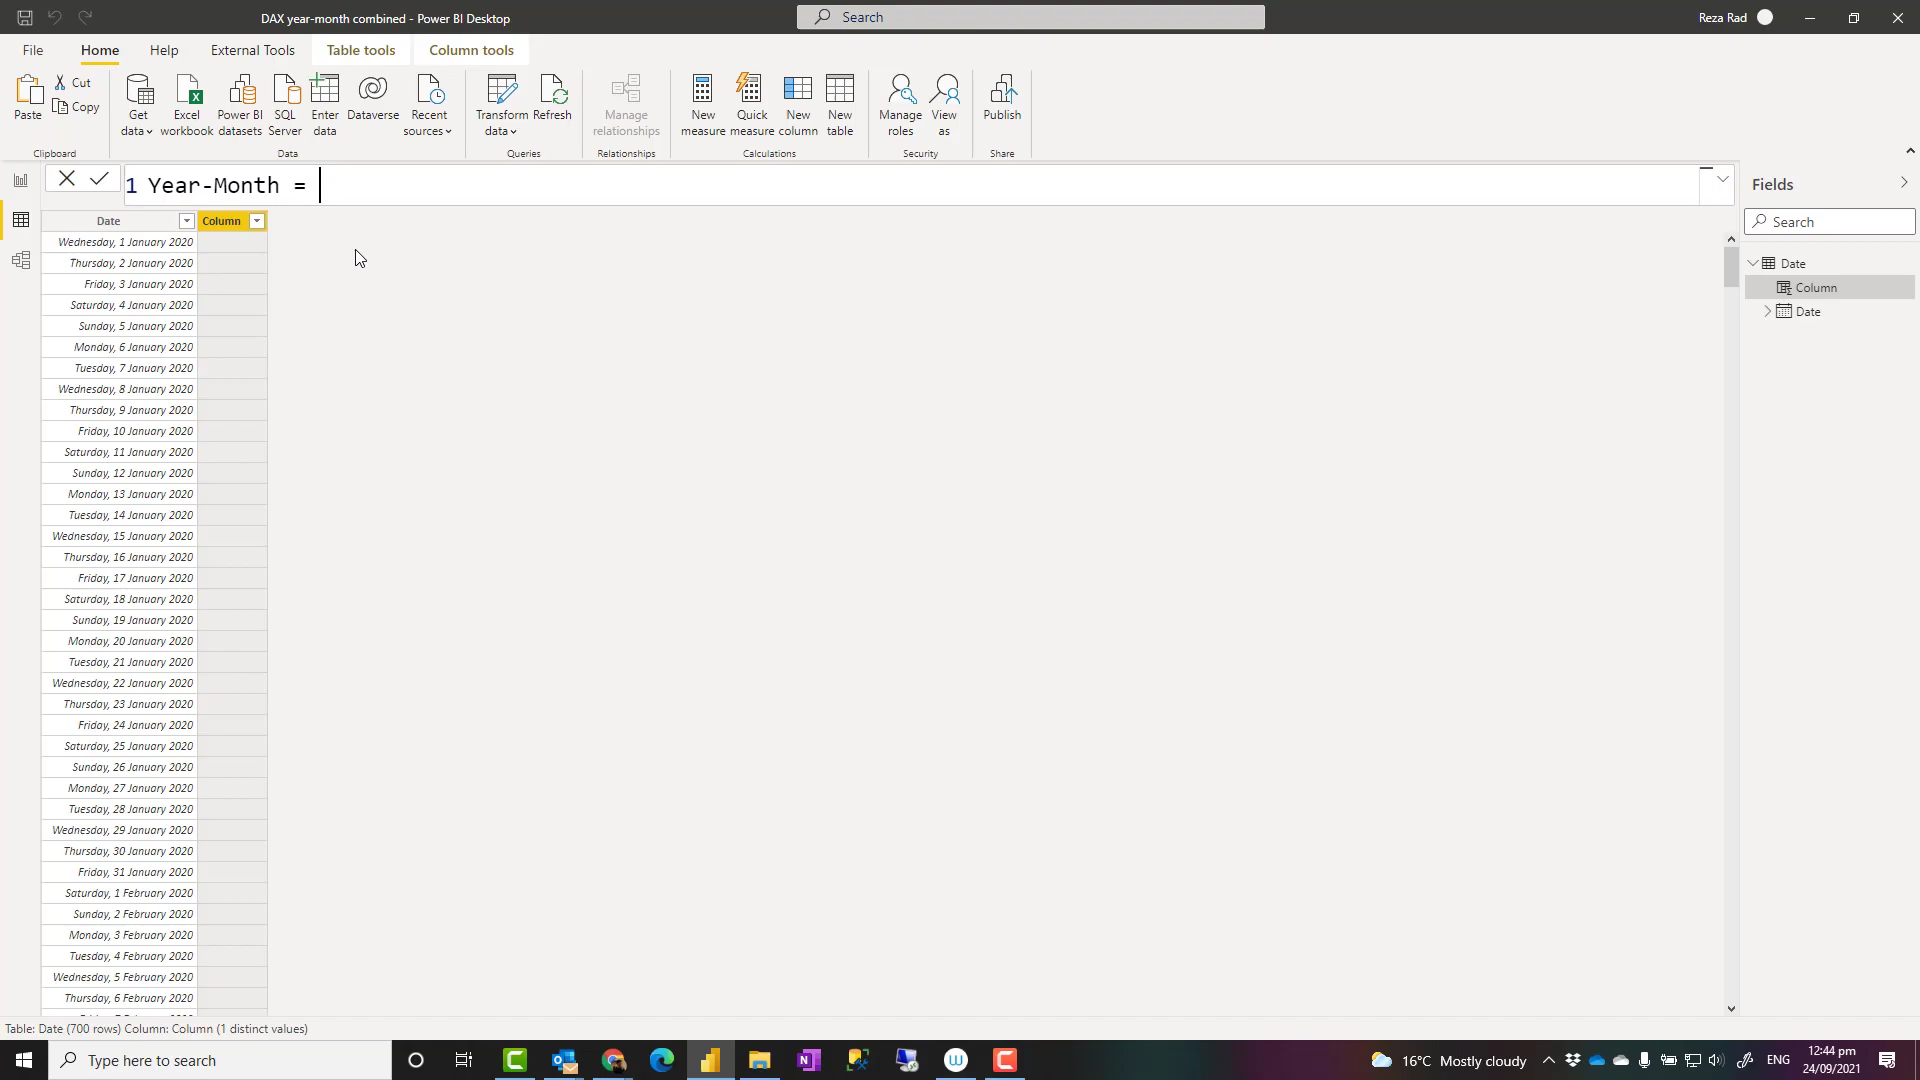 DAX year-month combined - Power BI Desktop
Search
Reza Rad
File
Home
Help
External Tools
Table tools
Column tools
Paste
Cut
Copy
Clipboard
Get data
Excel workbook
Power BI datasets
SQL Server
Enter data
Dataverse
Recent sources
Data
Transform data
Refresh
Queries
Manage relationships
Relationships
New measure
Quick measure
New column
New table
Calculations
Manage roles
View as
Security
Publish
Share
1 Year-Month =
Date
Column
Wednesday, 1 January 2020
Thursday, 2 January 2020
Friday, 3 January 2020
Saturday, 4 January 2020
Sunday, 5 January 2020
Monday, 6 January 2020
Tuesday, 7 January 2020
Wednesday, 8 January 2020
Thursday, 9 January 2020
Friday, 10 January 2020
Saturday, 11 January 2020
Sunday, 12 January 2020
Monday, 13 January 2020
Tuesday, 14 January 2020
Wednesday, 15 January 2020
Thursday, 16 January 2020
Friday, 17 January 2020
Saturday, 18 January 2020
Sunday, 19 January 2020
Monday, 20 January 2020
Tuesday, 21 January 2020
Wednesday, 22 January 2020
Thursday, 23 January 2020
Friday, 24 January 2020
Saturday, 25 January 2020
Sunday, 26 January 2020
Monday, 27 January 2020
Tuesday, 28 January 2020
Wednesday, 29 January 2020
Thursday, 30 January 2020
Friday, 31 January 2020
Saturday, 1 February 2020
Sunday, 2 February 2020
Monday, 3 February 2020
Tuesday, 4 February 2020
Wednesday, 5 February 2020
Thursday, 6 February 2020
Fields
Search
Date
Column
Date
Table: Date (700 rows) Column: Column (1 distinct values)
Type here to search
16°C Mostly cloudy
ENG
12:44 pm
24/09/2021